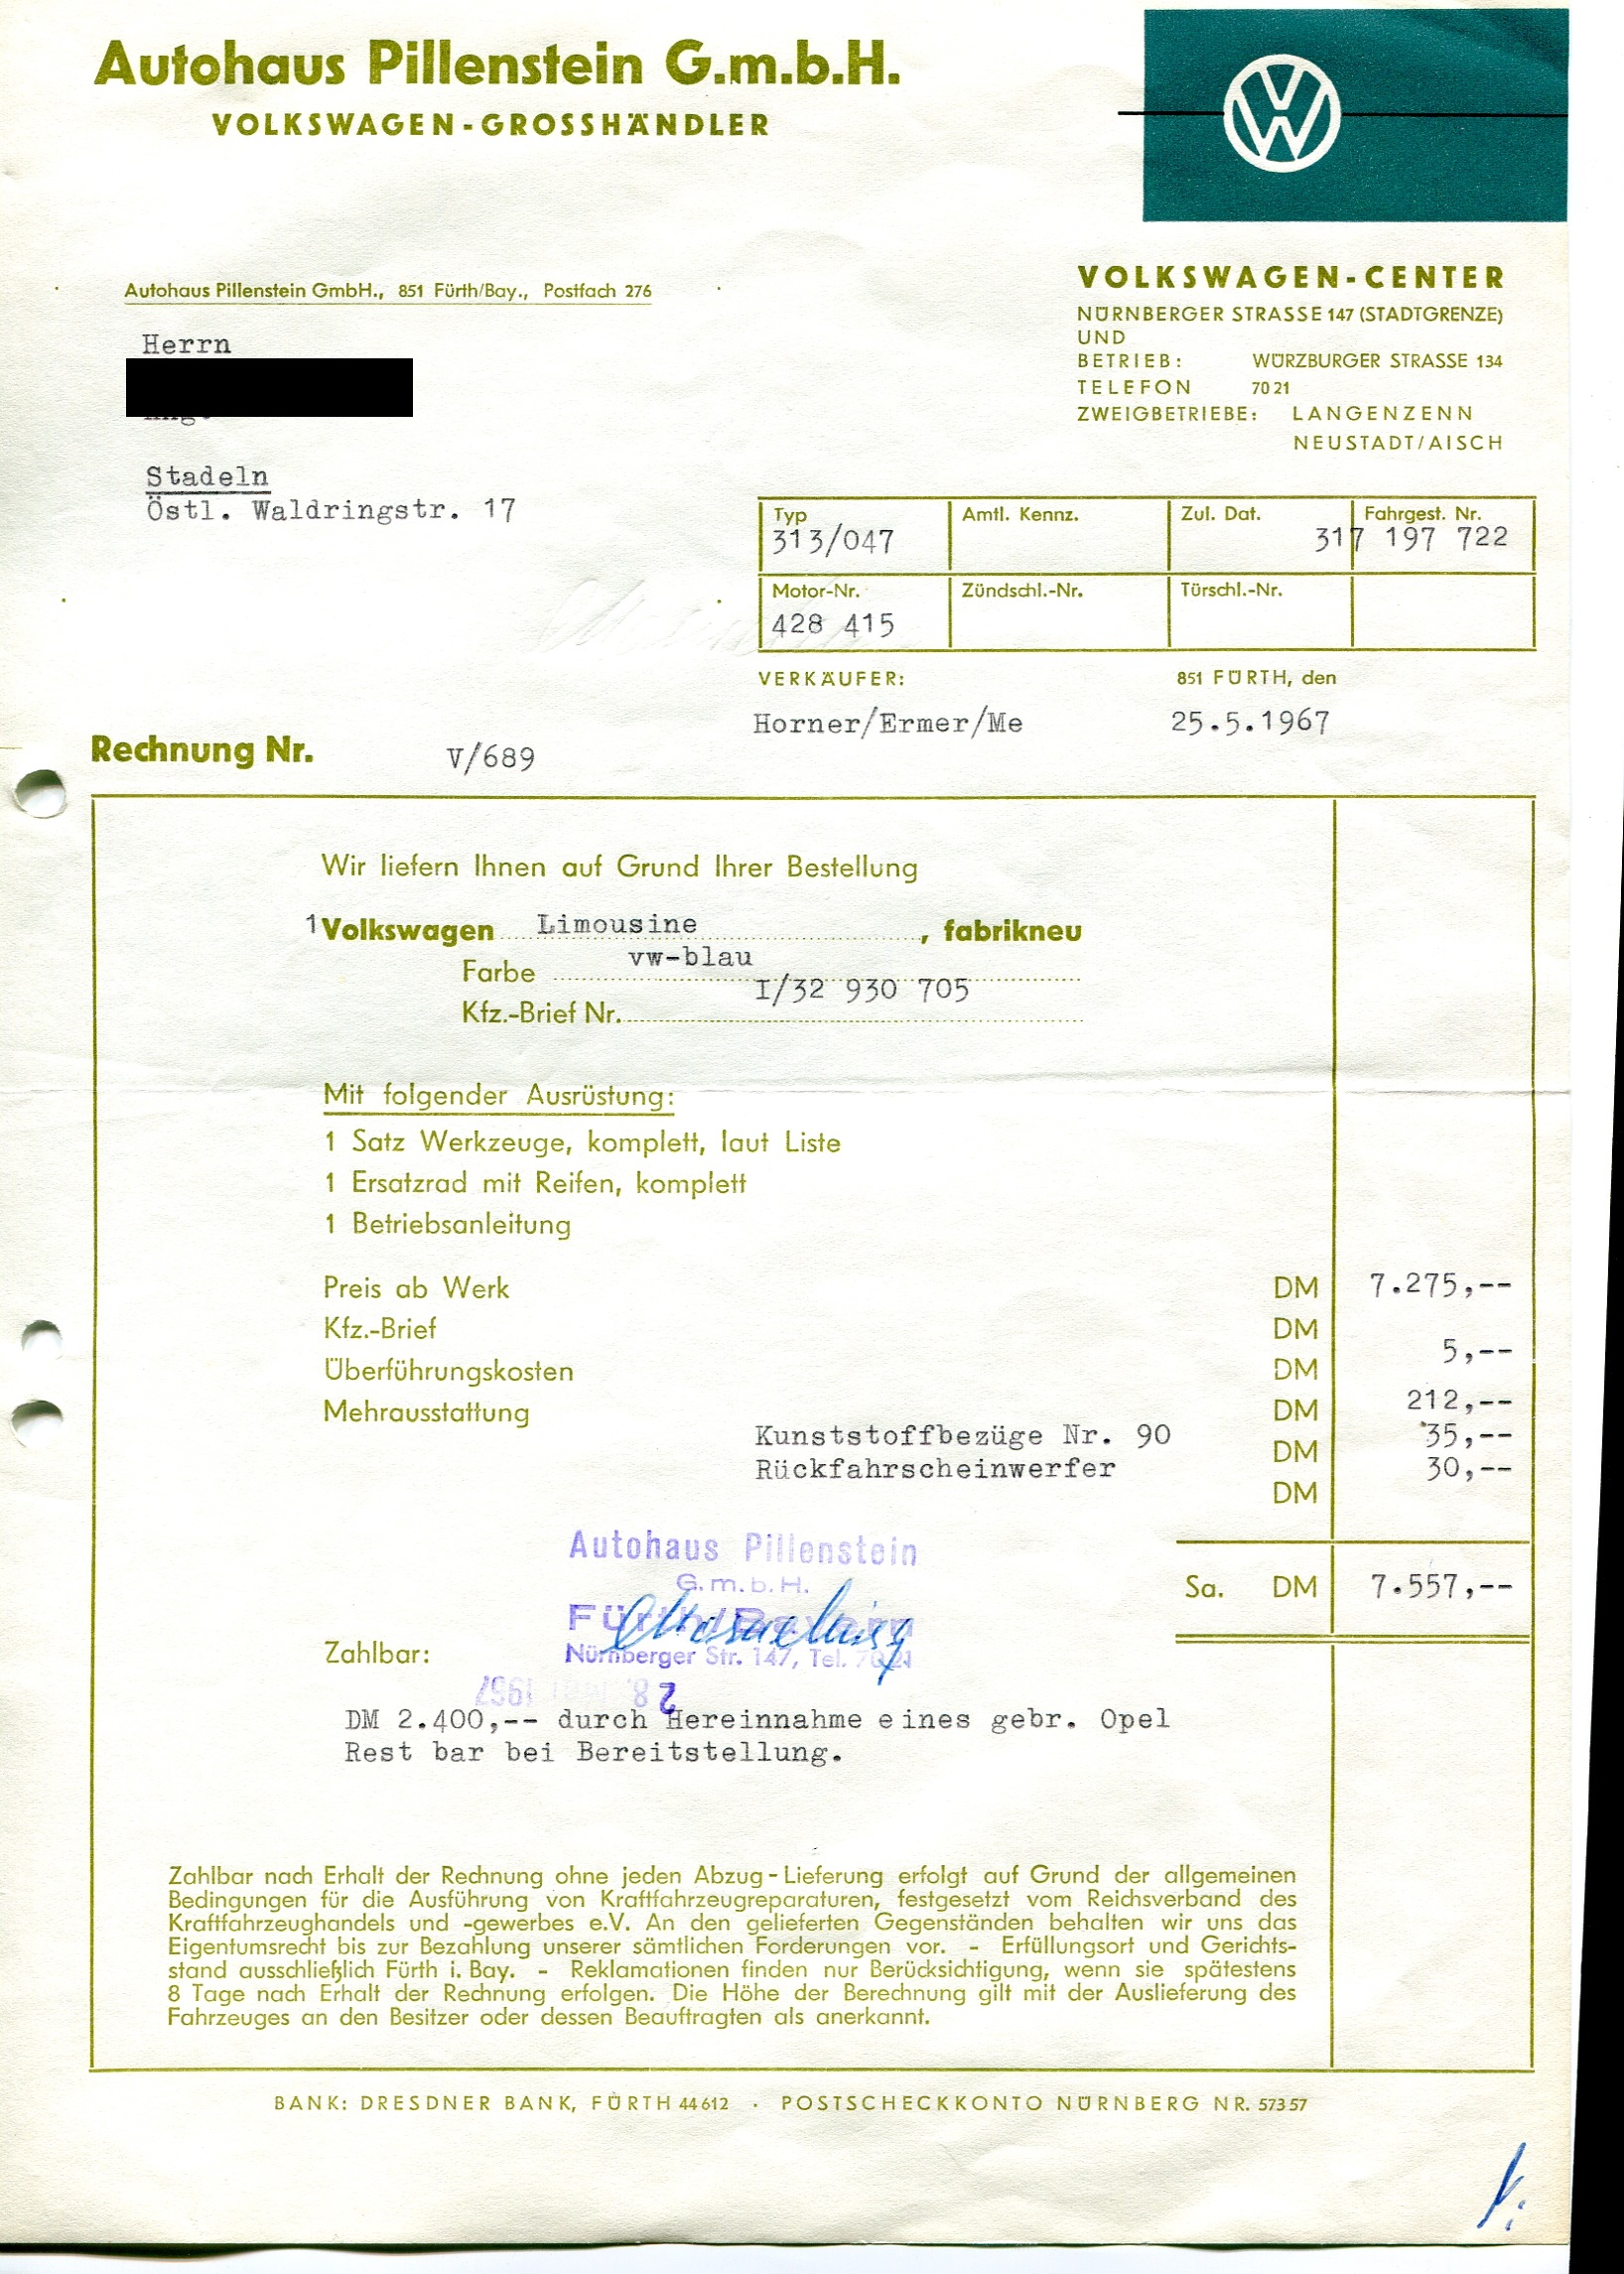 Autohaus Pillenstein G.m.b.H.
VOLKSWAGEN-GROSSHÄNDLER
VW
Autohaus Pillenstein GmbH., 851 Fürth/Bay., Postfach 276
Herrn
Stadeln
Östl. Waldringstr. 17
VOLKSWAGEN-CENTER
NÜRNBERGER STRASSE 147 (STADTGRENZE)
UND
BETRIEB: WÜRZBURGER STRASSE 134
TELEFON 70 21
ZWEIGBETRIEBE: LANGENZENN
NEUSTADT/AISCH
Typ Amtl. Kennz. Zul. Dat. Fahrgest. Nr.
313/047 317 197 722
Motor-Nr. Zündschl.-Nr. Türschl.-Nr.
428 415
VERKÄUFER: 851 FÜRTH, den
Horner/Ermer/Me 25.5.1967
Rechnung Nr. V/689
Wir liefern Ihnen auf Grund Ihrer Bestellung
1 Volkswagen Limousine, fabrikneu
Farbe vw-blau
Kfz.-Brief Nr. I/32 930 705
Mit folgender Ausrüstung:
1 Satz Werkzeuge, komplett, laut Liste
1 Ersatzrad mit Reifen, komplett
1 Betriebsanleitung
Preis ab Werk DM 7.275,--
Kfz.-Brief DM 5,--
Überführungskosten DM 212,--
Mehrausstattung DM
Kunststoffbezüge Nr. 90 DM 35,--
Rückfahrscheinwerfer DM 30,--
Autohaus Pillenstein
G.m.b.H.
Fürth/Bayern
Nürnberger Str. 147, Tel. 70 21
Sa. DM 7.557,--
Zahlbar:
28. MAI 1967
DM 2.400,-- durch Hereinnahme eines gebr. Opel
Rest bar bei Bereitstellung.
Zahlbar nach Erhalt der Rechnung ohne jeden Abzug - Lieferung erfolgt auf Grund der allgemeinen
Bedingungen für die Ausführung von Kraftfahrzeugreparaturen, festgesetzt vom Reichsverband des
Kraftfahrzeughandels und -gewerbes e.V. An den gelieferten Gegenständen behalten wir uns das
Eigentumsrecht bis zur Bezahlung unserer sämtlichen Forderungen vor. - Erfüllungsort und Gerichts-
stand ausschließlich Fürth i. Bay. - Reklamationen finden nur Berücksichtigung, wenn sie spätestens
8 Tage nach Erhalt der Rechnung erfolgen. Die Höhe der Berechnung gilt mit der Auslieferung des
Fahrzeuges an den Besitzer oder dessen Beauftragten als anerkannt.
BANK: DRESDNER BANK, FÜRTH 44612 · POSTSCHECKKONTO NÜRNBERG NR. 57357